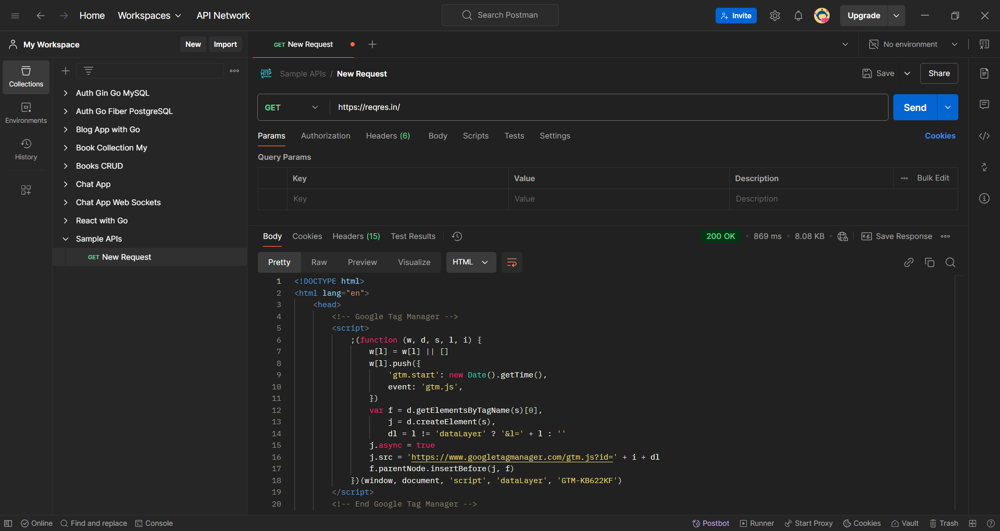 Home Workspaces API Network Search Postman Invite Upgrade
My Workspace New Import GET New Request No environment
Collections
Environments
History
Auth Gin Go MySQL
Auth Go Fiber PostgreSQL
Blog App with Go
Book Collection My
Books CRUD
Chat App
Chat App Web Sockets
React with Go
Sample APIs
GET New Request
HTTP Sample APIs / New Request Save Share
GET https://reqres.in/ Send
Params Authorization Headers (6) Body Scripts Tests Settings Cookies
Query Params
Key Value Description Bulk Edit
Key Value Description
Body Cookies Headers (15) Test Results 200 OK 869 ms 8.08 KB e.g. Save Response
Pretty Raw Preview Visualize HTML
1 <!DOCTYPE html>
2 <html lang="en">
3 <head>
4 <!-- Google Tag Manager -->
5 <script>
6 ;(function (w, d, s, l, i) {
7 w[l] = w[l] || []
8 w[l].push({
9 'gtm.start': new Date().getTime(),
10 event: 'gtm.js',
11 })
12 var f = d.getElementsByTagName(s)[0],
13 j = d.createElement(s),
14 dl = l != 'dataLayer' ? '&l=' + l : ''
15 j.async = true
16 j.src = 'https://www.googletagmanager.com/gtm.js?id=' + i + dl
17 f.parentNode.insertBefore(j, f)
18 })(window, document, 'script', 'dataLayer', 'GTM-KB622KF')
19 </script>
20 <!-- End Google Tag Manager -->
Online Find and replace Console Postbot Runner Start Proxy Cookies Vault Trash